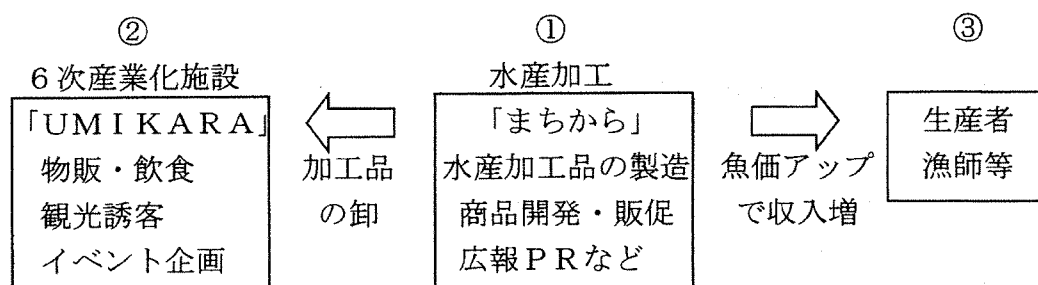 ②
6次産業化施設
「UMIKARA」
物販・飲食
観光誘客
イベント企画
加工品
の卸
①
水産加工
「まちから」
水産加工品の製造
商品開発・販促
広報PRなど
魚価アップ
で収入増
③
生産者
漁師等